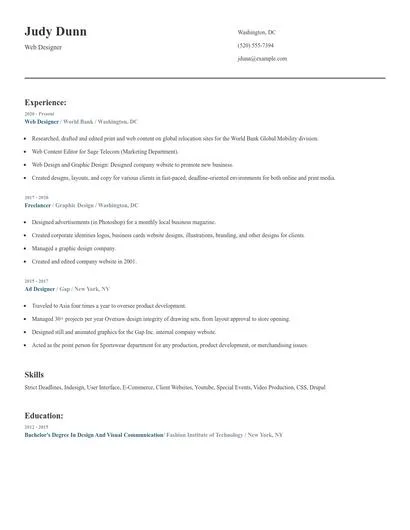 Judy Dunn
Web Designer
Washington, DC
(520) 555-7394
jdunn@example.com
Experience:
2020 - Present
Web Designer / World Bank / Washington, DC
Researched, drafted and edited print and web content on global relocation sites for the World Bank Global Mobility division.
Web Content Editor for Sage Telecom (Marketing Department).
Web Design and Graphic Design: Designed company website to promote new business.
Created designs, layouts, and copy for various clients in fast-paced, deadline-oriented environments for both online and print media.
2017 - 2020
Freelancer / Graphic Design / Washington, DC
Designed advertisements (in Photoshop) for a monthly local business magazine.
Created corporate identities logos, business cards website designs, illustrations, branding, and other designs for clients.
Managed a graphic design company.
Created and edited company website in 2001.
2015 - 2017
Ad Designer / Gap / New York, NY
Traveled to Asia four times a year to oversee product development.
Managed 30+ projects per year Oversaw design integrity of drawing sets, from layout approval to store opening.
Designed still and animated graphics for the Gap Inc. internal company website.
Acted as the point person for Sportswear department for any production, product development, or merchandising issues.
Skills
Strict Deadlines, Indesign, User Interface, E-Commerce, Client Websites, Youtube, Special Events, Video Production, CSS, Drupal
Education:
2012 - 2015
Bachelor's Degree In Design And Visual Communication/ Fashion Institute of Technology / New York, NY